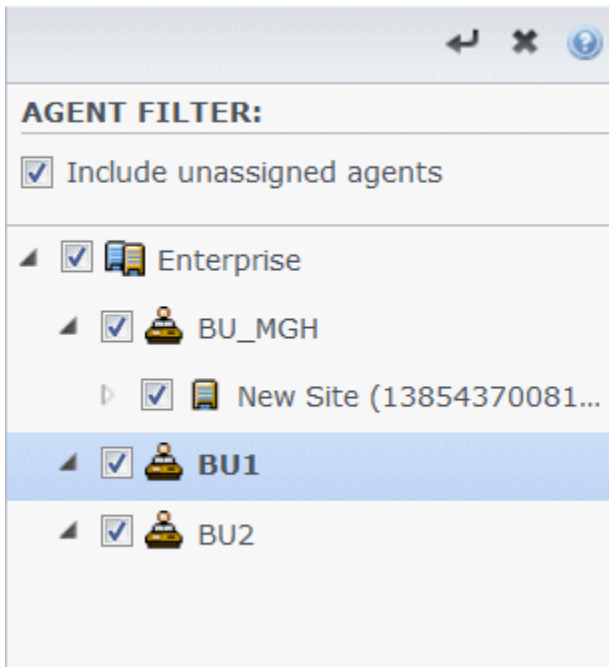 AGENT FILTER:
Include unassigned agents
Enterprise
BU_MGH
New Site (13854370081...
BU1
BU2